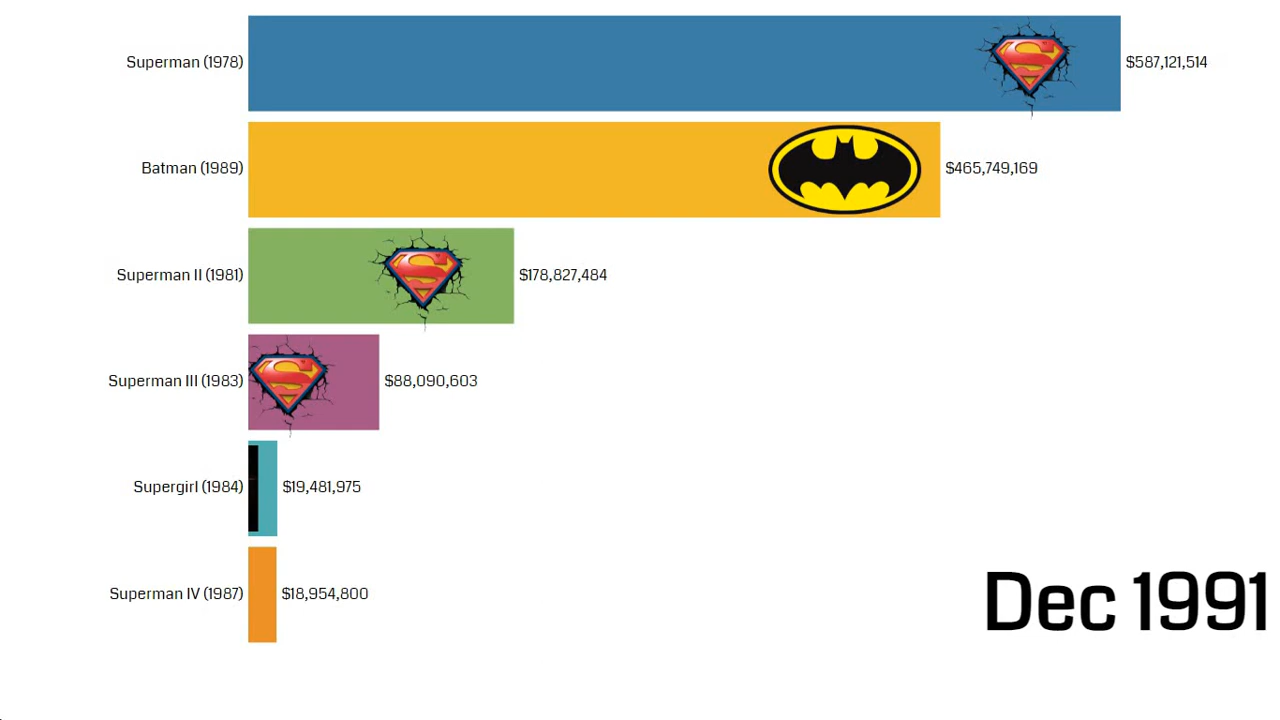 Superman (1978) $587,121,514
Batman (1989) $465,749,169
Superman II (1981) $178,827,484
Superman III (1983) $88,090,603
Supergirl (1984) $19,481,975
Superman IV (1987) $18,954,800
Dec 1991